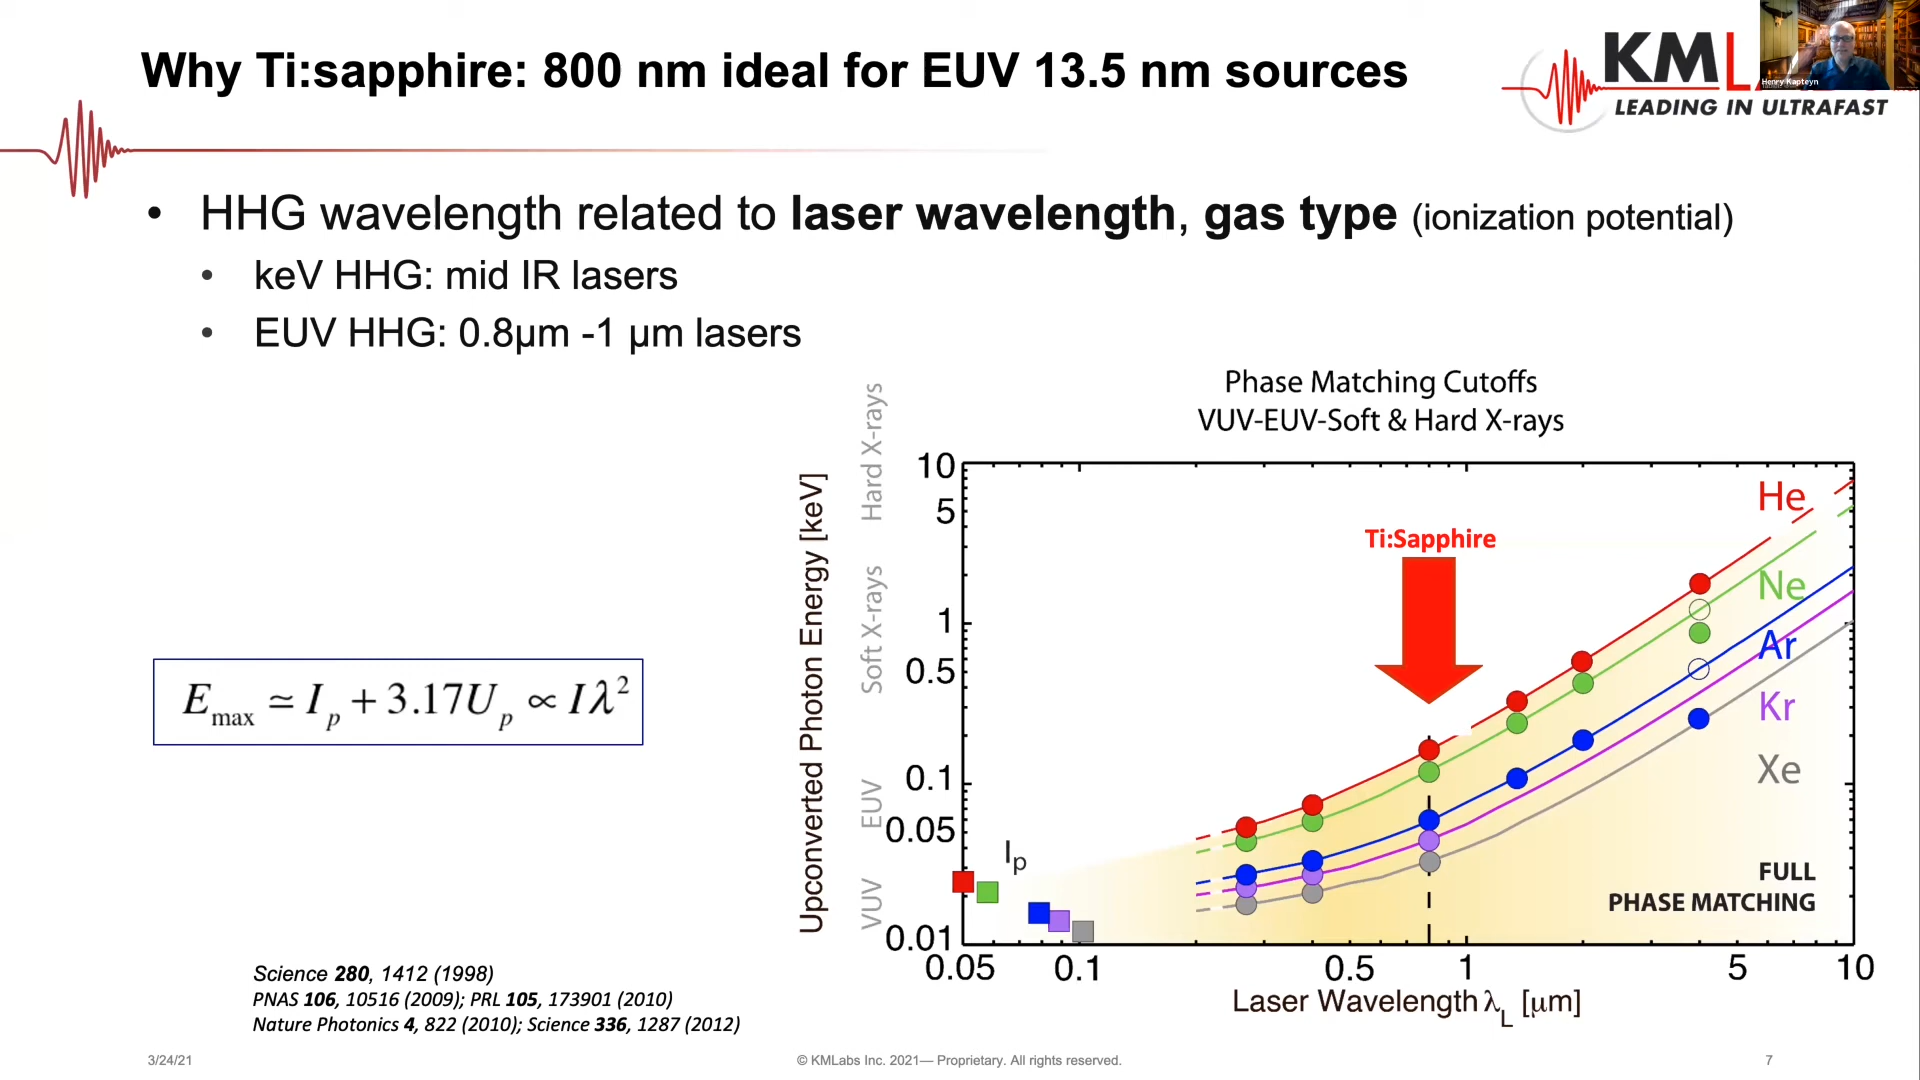 Why Ti:sapphire: 800 nm ideal for EUV 13.5 nm sources
KML
LEADING IN ULTRAFAST
Henry Kapteyn
• HHG wavelength related to laser wavelength, gas type (ionization potential)
• keV HHG: mid IR lasers
• EUV HHG: 0.8µm -1 µm lasers
E_max ≃ I_p + 3.17U_p ∝ Iλ²
Phase Matching Cutoffs
VUV-EUV-Soft & Hard X-rays
Upconverted Photon Energy [keV]
Hard X-rays
Soft X-rays
EUV
VUV
10
5
1
0.5
0.1
0.05
0.01
Ti:Sapphire
He
Ne
Ar
Kr
Xe
I_p
FULL
PHASE MATCHING
0.05 0.1 0.5 1 5 10
Laser Wavelength λ_L [µm]
Science 280, 1412 (1998)
PNAS 106, 10516 (2009); PRL 105, 173901 (2010)
Nature Photonics 4, 822 (2010); Science 336, 1287 (2012)
3/24/21
© KMLabs Inc. 2021— Proprietary. All rights reserved.
7